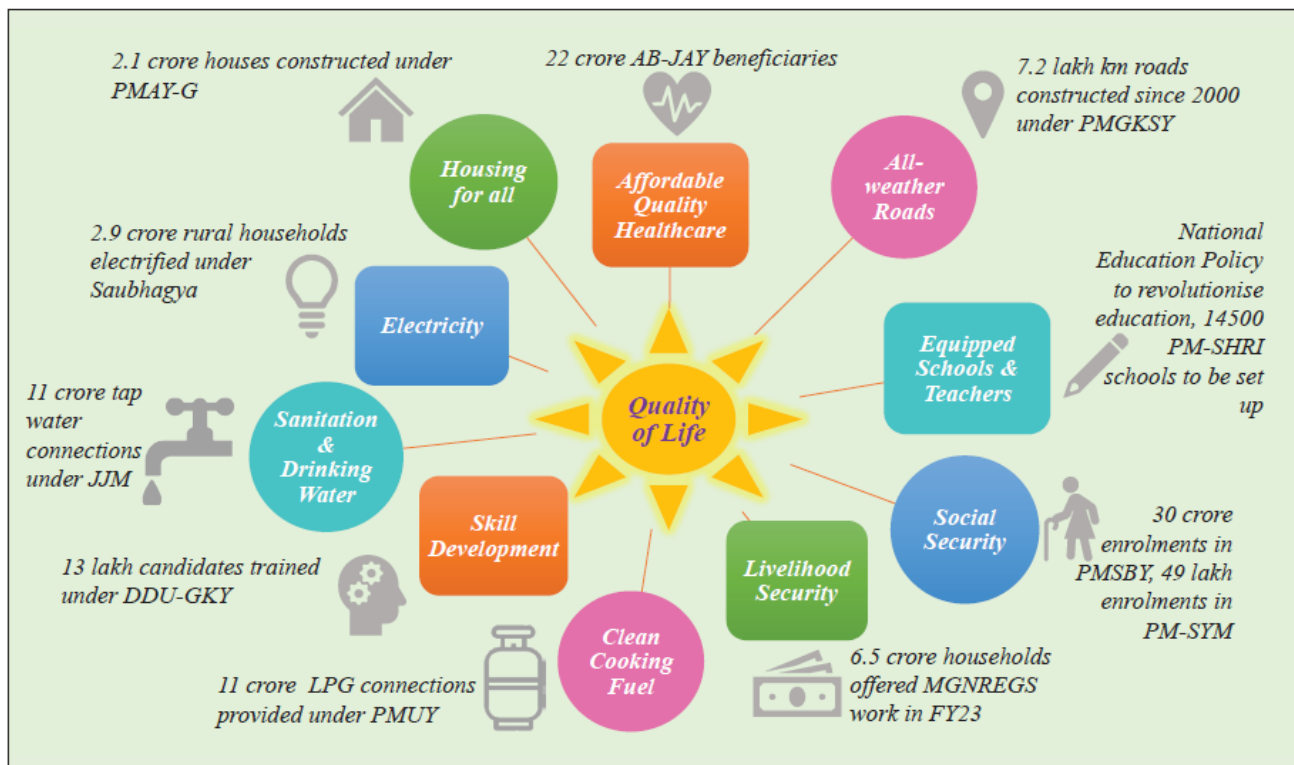 2.1 crore houses constructed under
PMAY-G
22 crore AB-JAY beneficiaries
7.2 lakh km roads
constructed since 2000
under PMGKSY
Housing
for all
Affordable
Quality
Healthcare
All-
weather
Roads
2.9 crore rural households
electrified under
Saubhagya
Electricity
National
Education Policy
to revolutionise
education, 14500
PM-SHRI
schools to be set
up
Equipped
Schools &
Teachers
Quality
of Life
11 crore tap
water
connections
under JJM
Sanitation
&
Drinking
Water
Skill
Development
Social
Security
30 crore
enrolments in
PMSBY, 49 lakh
enrolments in
PM-SYM
13 lakh candidates trained
under DDU-GKY
Livelihood
Security
Clean
Cooking
Fuel
11 crore LPG connections
provided under PMUY
6.5 crore households
offered MGNREGS
work in FY23